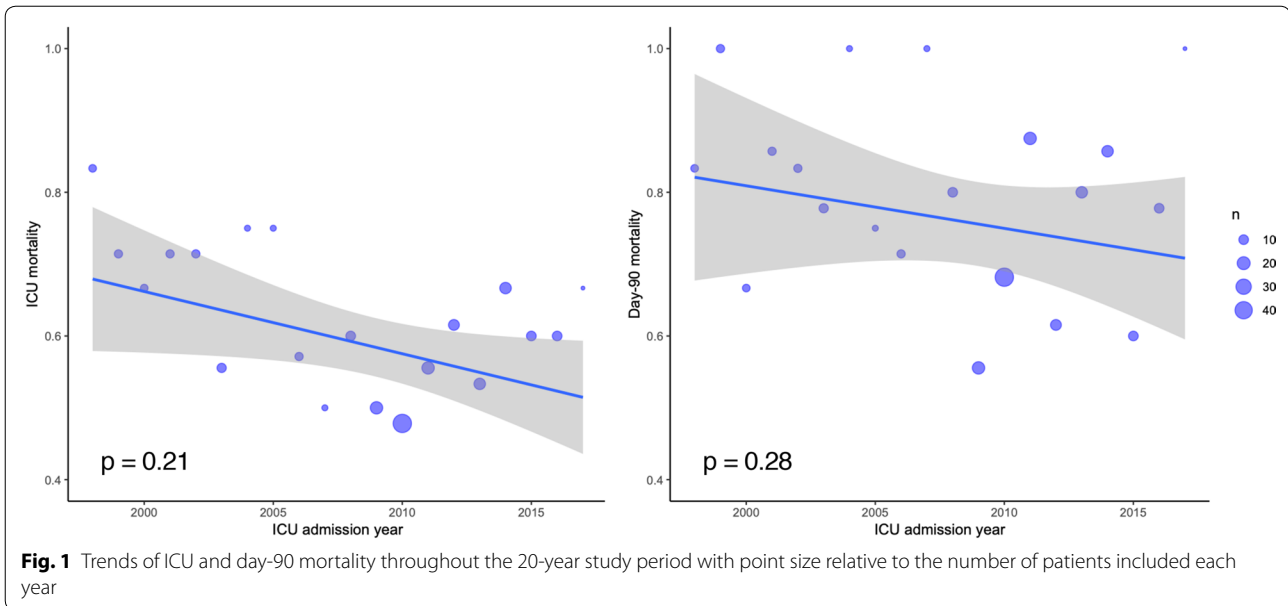 1.0
0.8
0.6
0.4
ICU mortality
p = 0.21
2000 2005 2010 2015
ICU admission year
1.0
0.8
0.6
0.4
Day-90 mortality
p = 0.28
2000 2005 2010 2015
ICU admission year
n
10
20
30
40
Fig. 1 Trends of ICU and day-90 mortality throughout the 20-year study period with point size relative to the number of patients included each
year